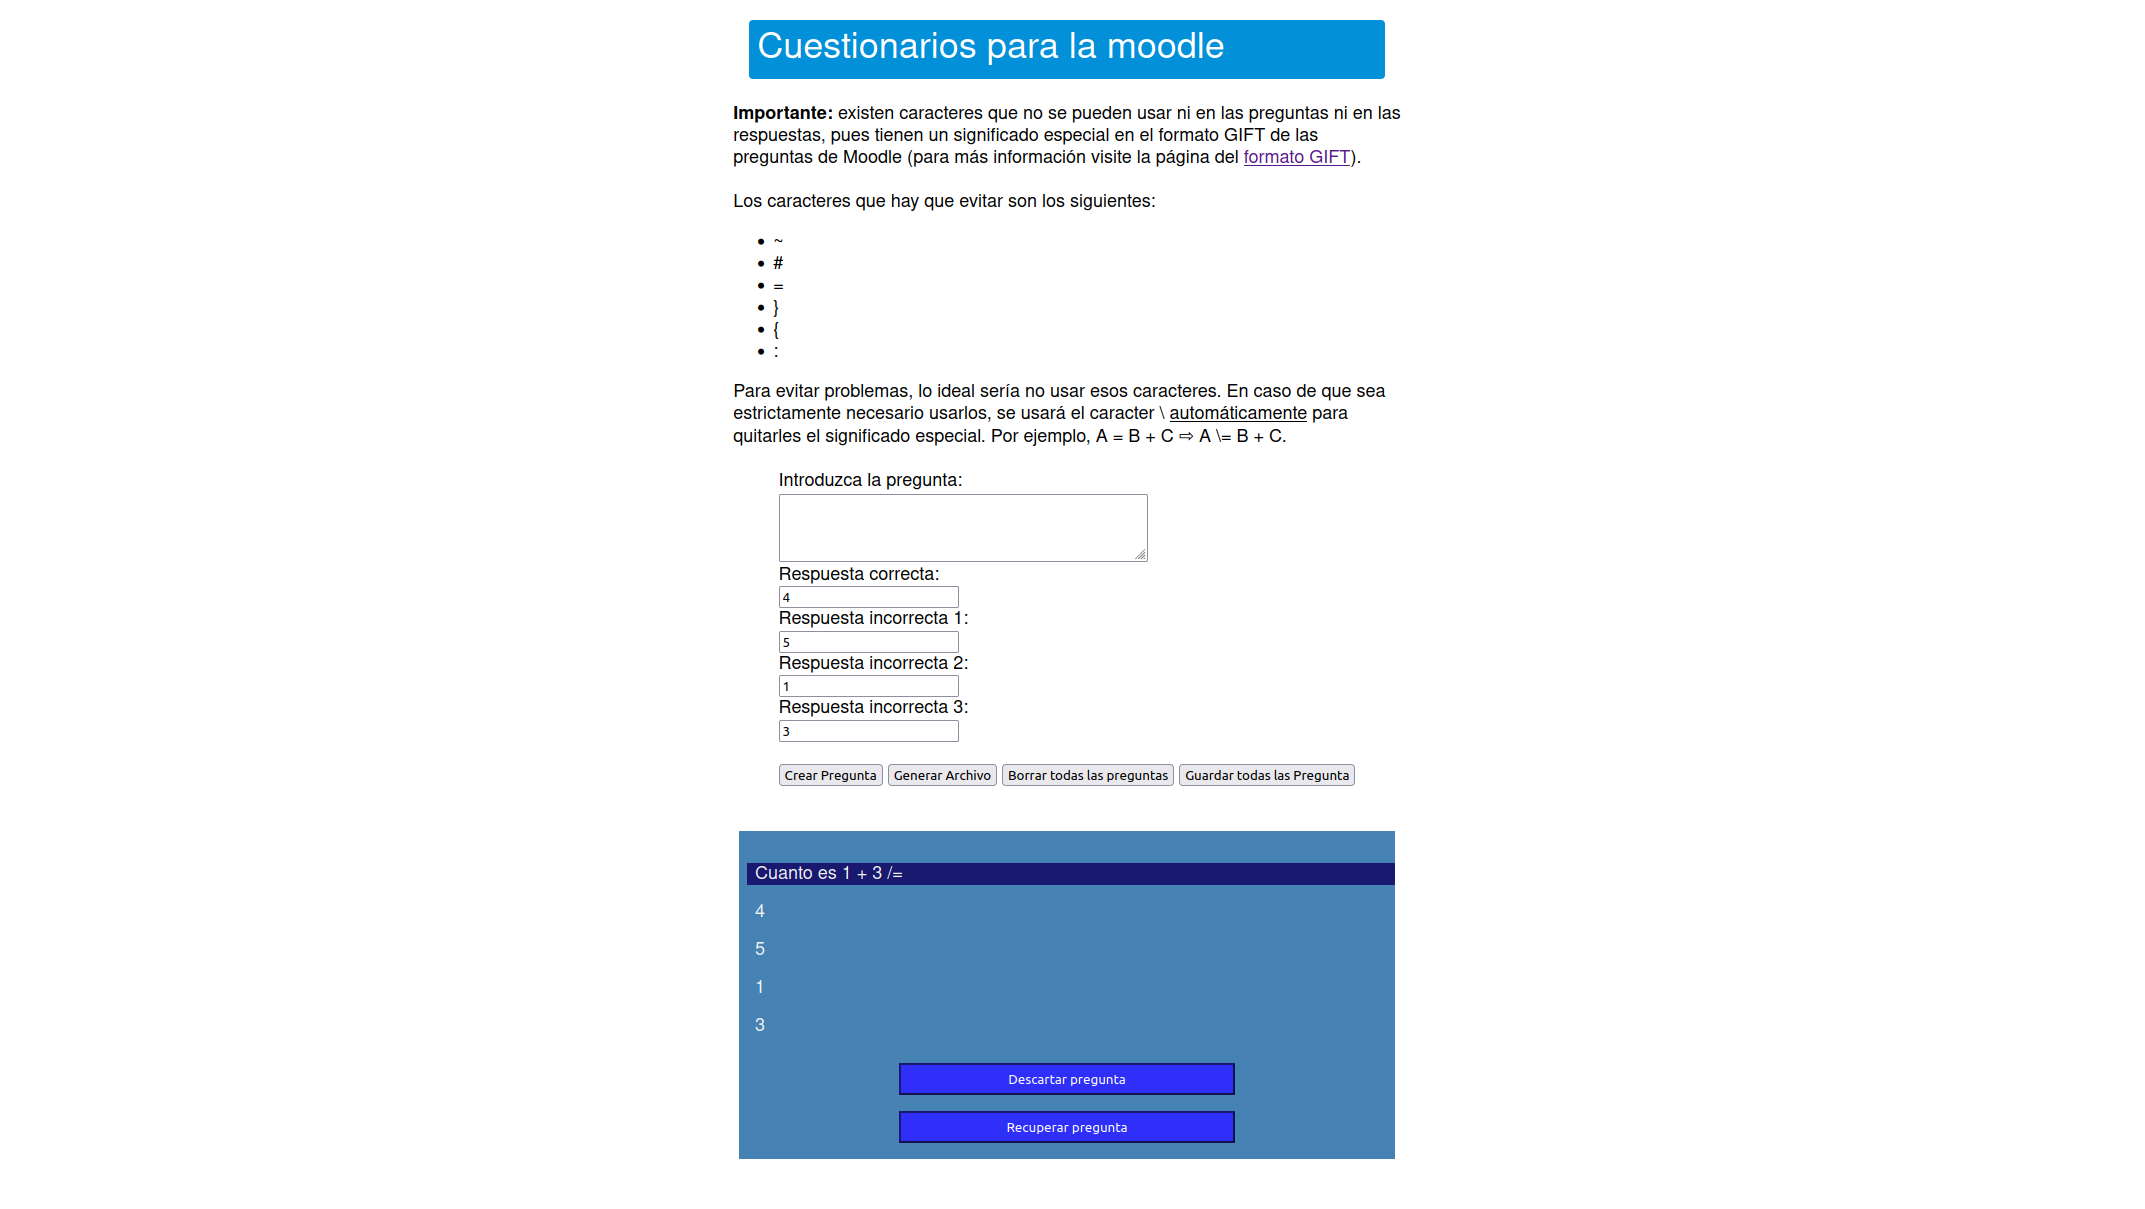 Cuestionarios para la moodle
Importante: existen caracteres que no se pueden usar ni en las preguntas ni en las
respuestas, pues tienen un significado especial en el formato GIFT de las
preguntas de Moodle (para más información visite la página del formato GIFT).
Los caracteres que hay que evitar son los siguientes:
• ~
• #
• =
• }
• {
• :
Para evitar problemas, lo ideal sería no usar esos caracteres. En caso de que sea
estrictamente necesario usarlos, se usará el caracter \ automáticamente para
quitarles el significado especial. Por ejemplo, A = B + C ⇨ A \= B + C.
Introduzca la pregunta:
Respuesta correcta:
4
Respuesta incorrecta 1:
5
Respuesta incorrecta 2:
1
Respuesta incorrecta 3:
3
Crear Pregunta Generar Archivo Borrar todas las preguntas Guardar todas las Pregunta
Cuanto es 1 + 3 /=
4
5
1
3
Descartar pregunta
Recuperar pregunta